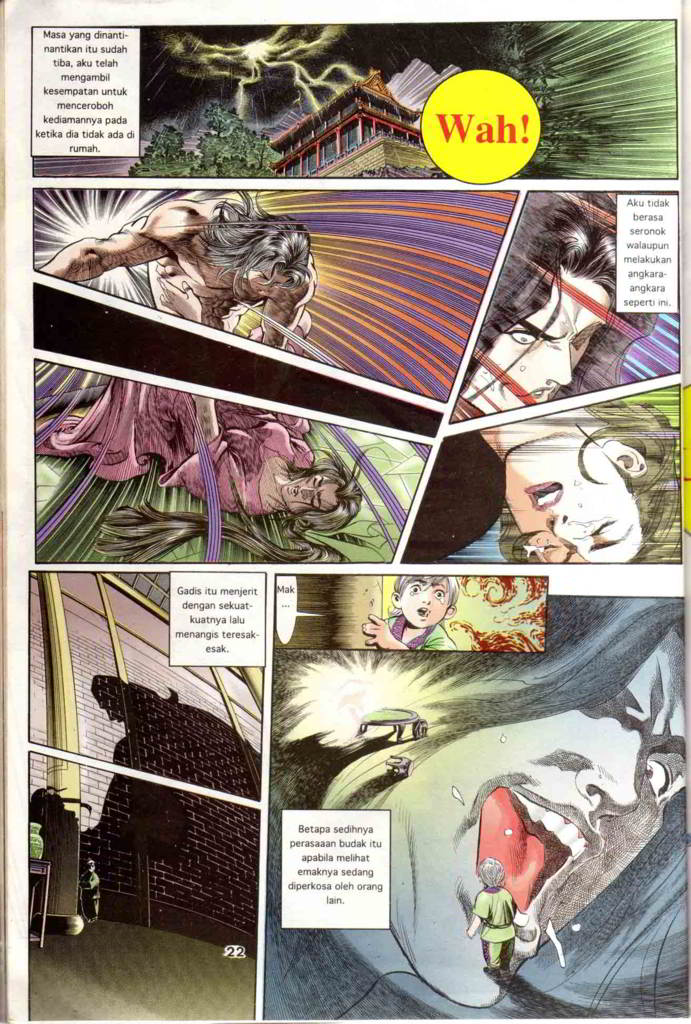 Masa yang dinanti-
nantikan itu sudah
tiba, aku telah
mengambil
kesempatan untuk
menceroboh
kediamannya pada
ketika dia tidak ada di
rumah.
Wah!
Aku tidak
berasa
seronok
walaupun
melakukan
angkara-
angkara
seperti ini.
Gadis itu menjerit
dengan sekuat-
kuatnya lalu
menangis teresak-
esak.
Mak
...
Betapa sedihnya
perasaaan budak itu
apabila melihat
emaknya sedang
diperkosa oleh orang
lain.
22